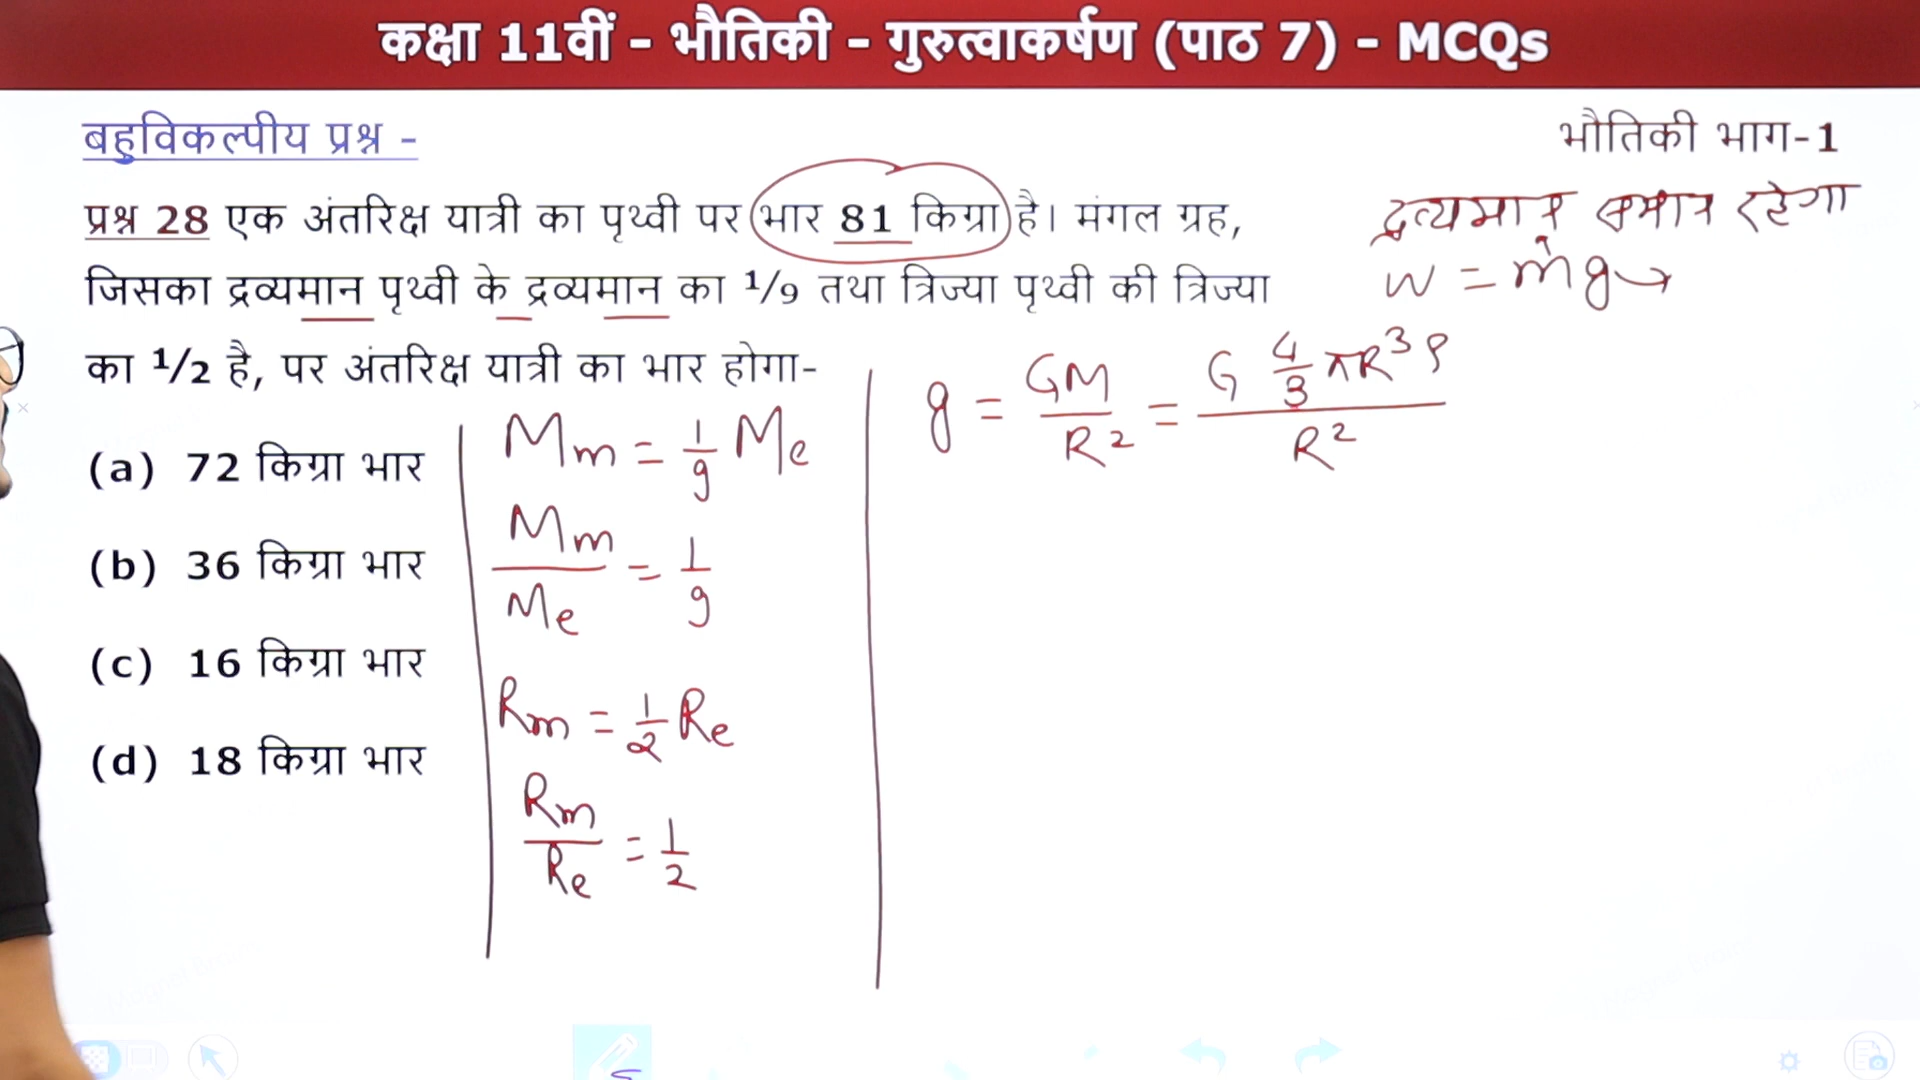 कक्षा 11वीं - भौतिकी - गुरुत्वाकर्षण (पाठ 7) - MCQs
बहुविकल्पीय प्रश्न -
भौतिकी भाग-1
प्रश्न 28 एक अंतरिक्ष यात्री का पृथ्वी पर भार 81 किग्रा है। मंगल ग्रह,
जिसका द्रव्यमान पृथ्वी के द्रव्यमान का 1/9 तथा त्रिज्या पृथ्वी की त्रिज्या
का 1/2 है, पर अंतरिक्ष यात्री का भार होगा-
(a) 72 किग्रा भार
(b) 36 किग्रा भार
(c) 16 किग्रा भार
(d) 18 किग्रा भार
Mm = 1/9 Me
Mm/Me = 1/9
Rm = 1/2 Re
Rm/Re = 1/2
द्रव्यमान समान रहेगा
W = mg
g = GM/R² = G 4/3 πR³ρ / R²